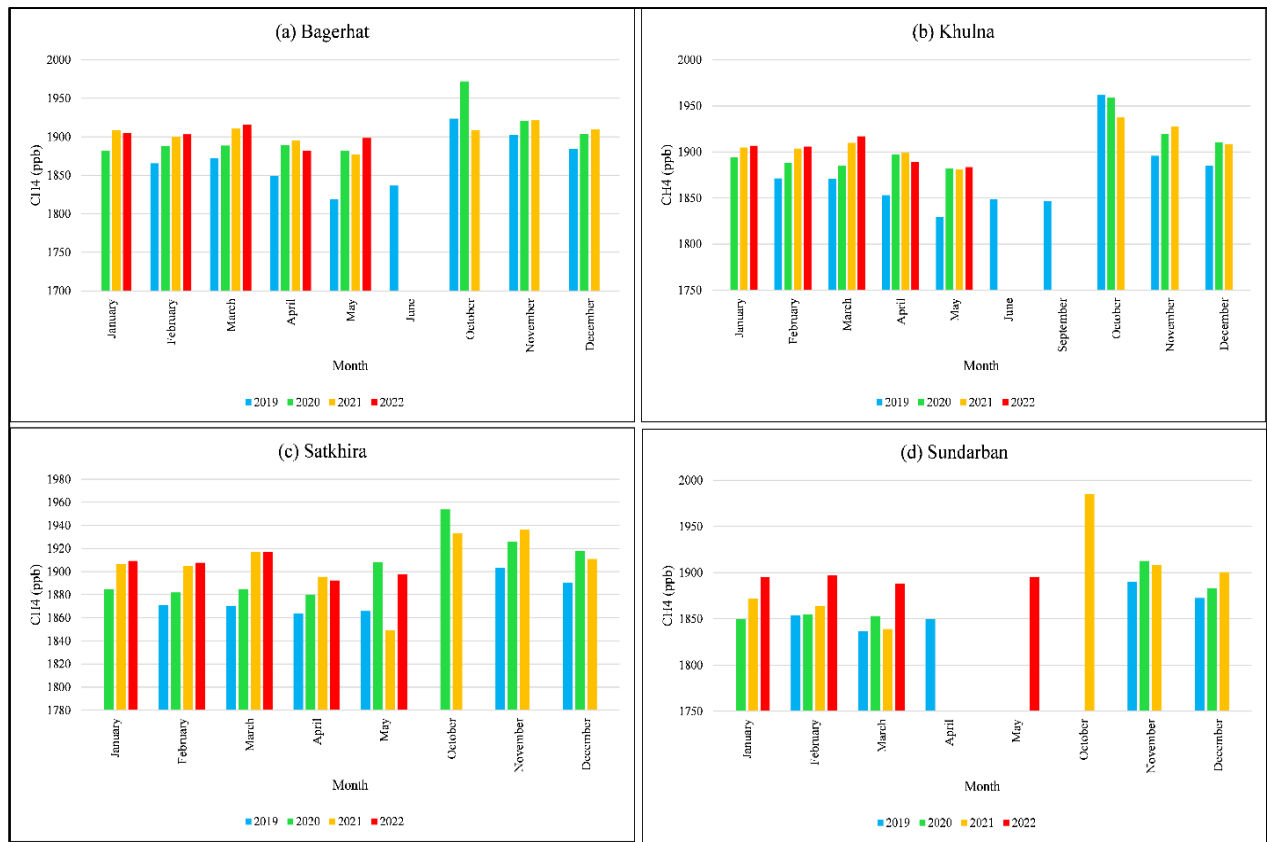 (a) Bagerhat
2000
1950
1900
1850
1800
1750
1700
CH4 (ppb)
January
February
March
April
May
June
October
November
December
Month
2019 2020 2021 2022
(b) Khulna
2000
1950
1900
1850
1800
1750
CH4 (ppb)
January
February
March
April
May
June
September
October
November
December
Month
2019 2020 2021 2022
(c) Satkhira
1980
1960
1940
1920
1900
1880
1860
1840
1820
1800
1780
CH4 (ppb)
January
February
March
April
May
October
November
December
Month
2019 2020 2021 2022
(d) Sundarban
2000
1950
1900
1850
1800
1750
CH4 (ppb)
January
February
March
April
May
October
November
December
Month
2019 2020 2021 2022